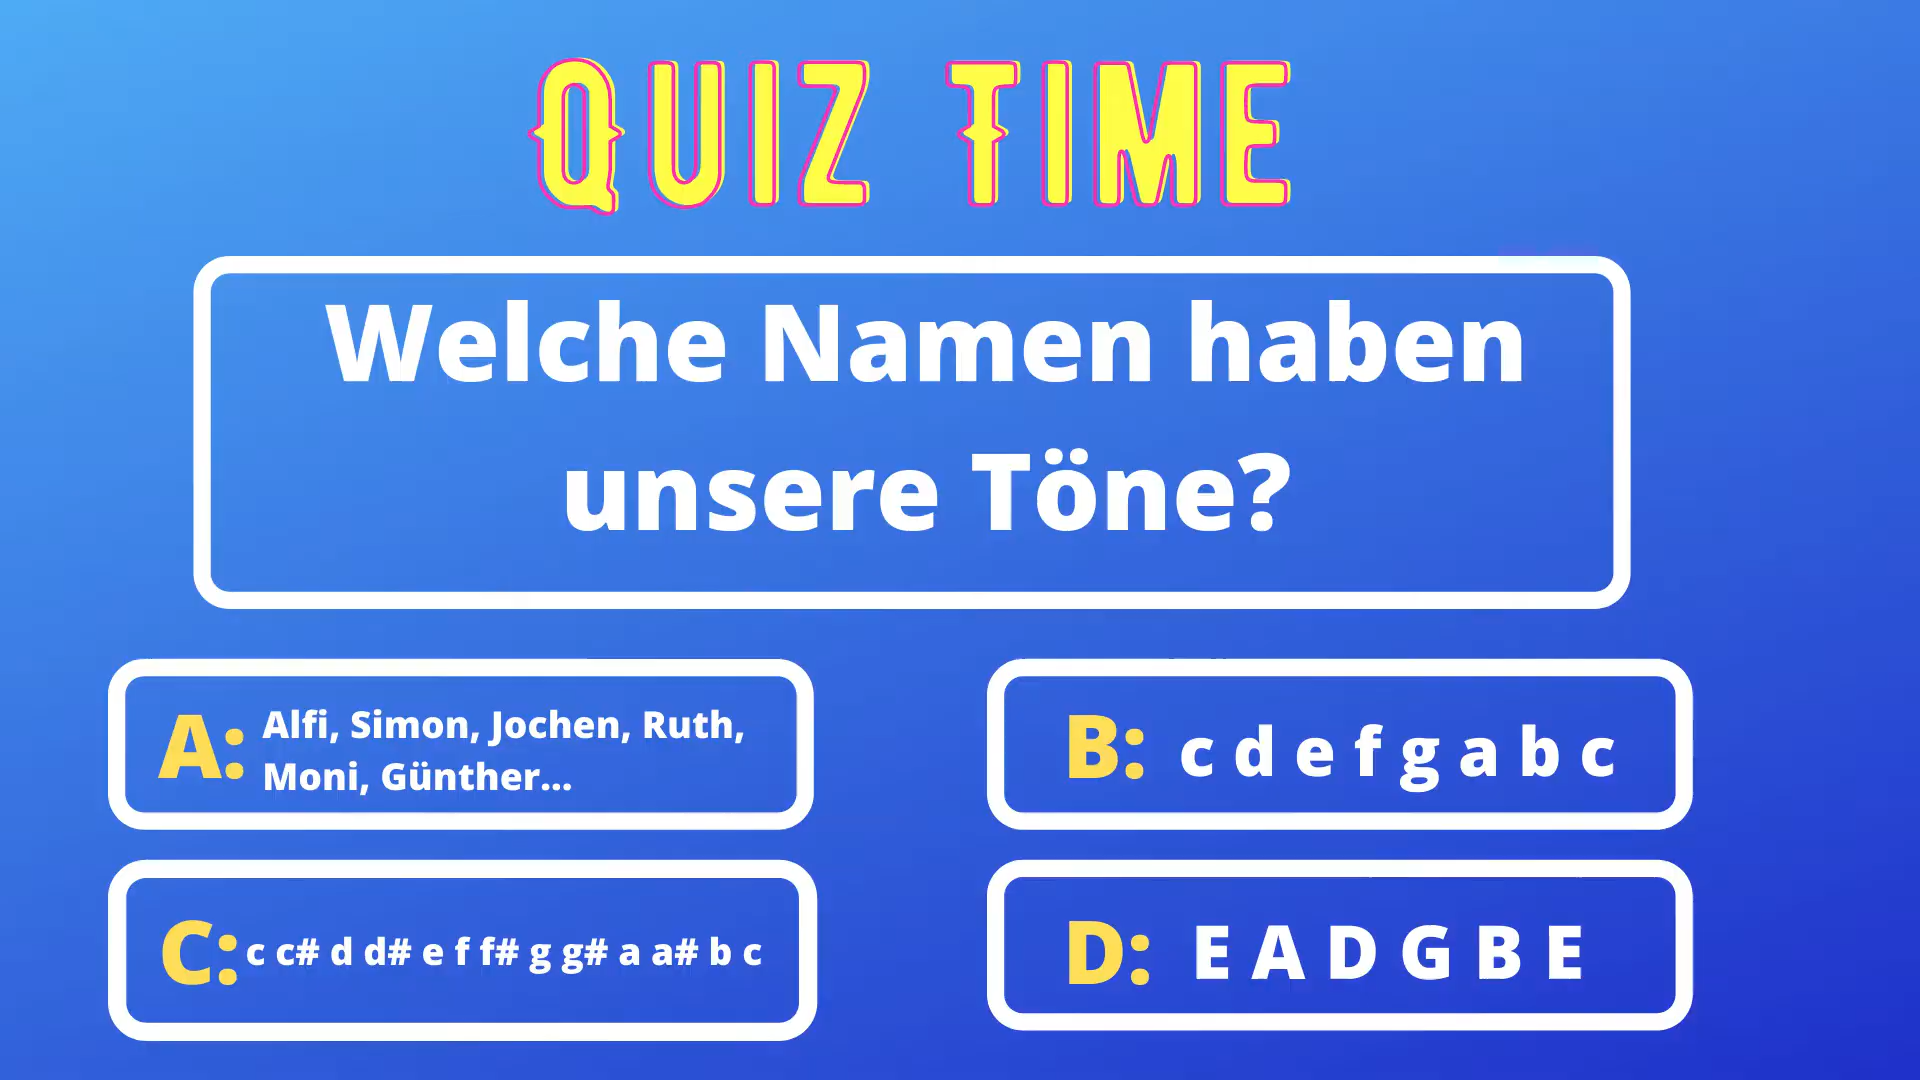 QUIZ TIME
Welche Namen haben
unsere Töne?
A: Alfi, Simon, Jochen, Ruth,
Moni, Günther...
B: c d e f g a b c
C: c c# d d# e f f# g g# a a# b c
D: E A D G B E